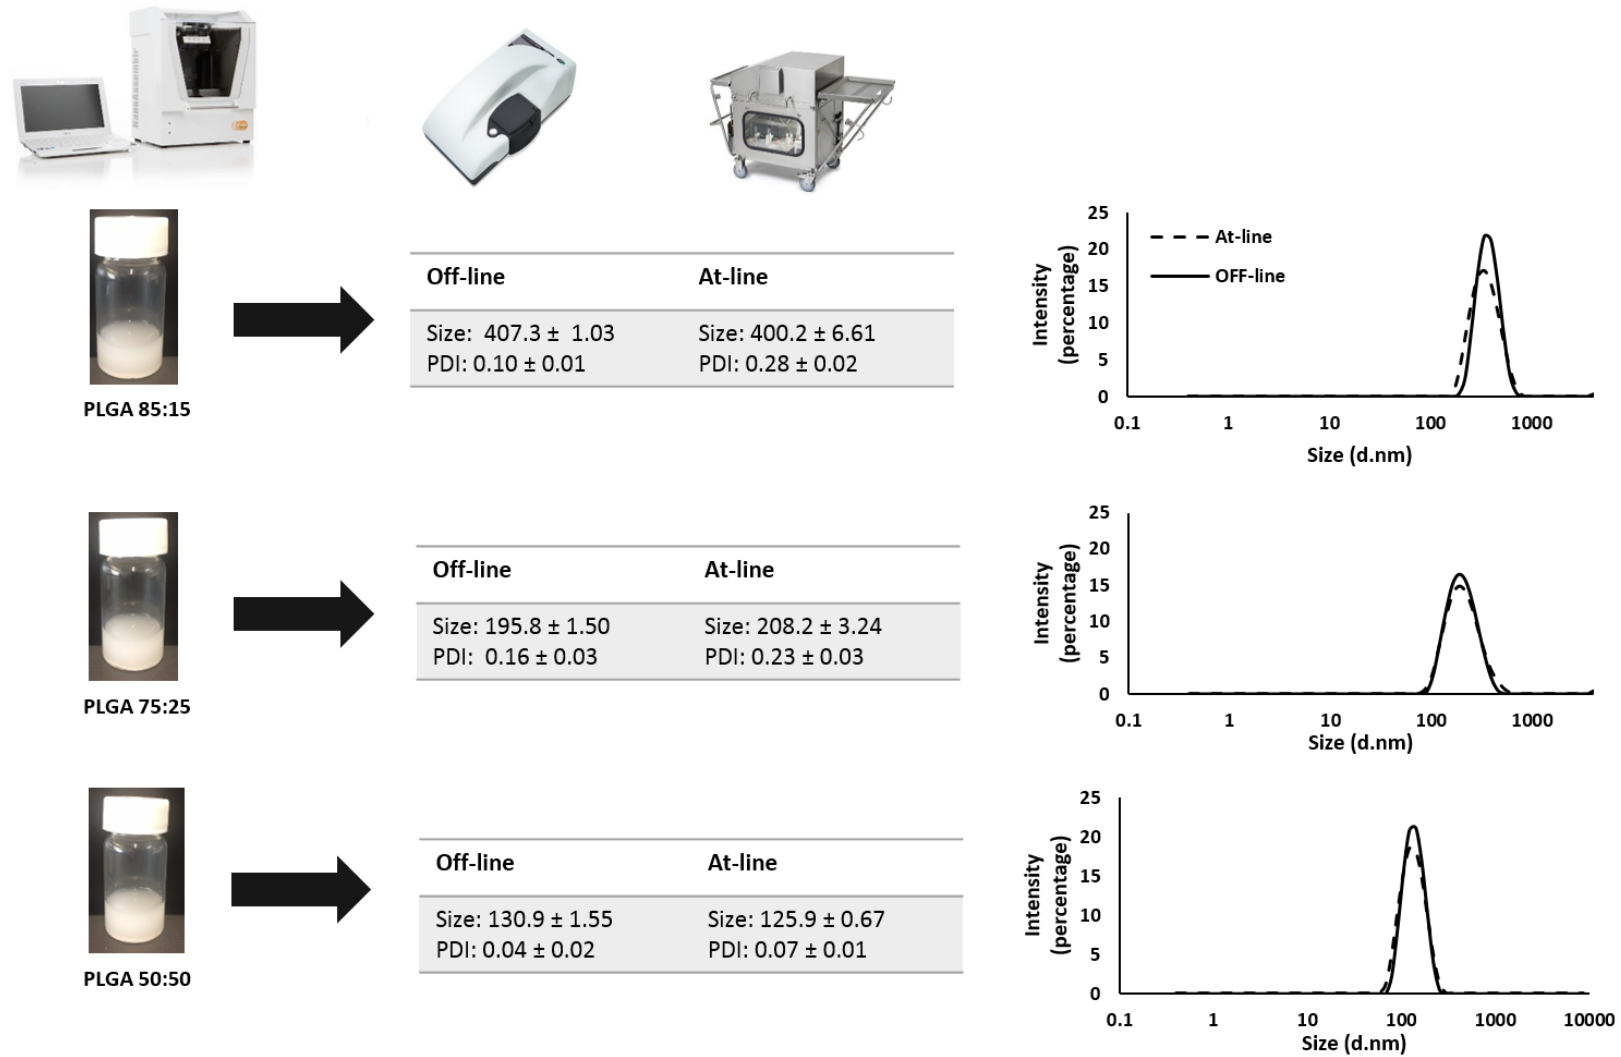 NanoAssemblr
Off-line At-line
Size: 407.3 ± 1.03 Size: 400.2 ± 6.61
PDI: 0.10 ± 0.01 PDI: 0.28 ± 0.02
PLGA 85:15
25
20
15
10
5
0
Intensity
(percentage)
At-line
OFF-line
0.1 1 10 100 1000
Size (d.nm)
Off-line At-line
Size: 195.8 ± 1.50 Size: 208.2 ± 3.24
PDI: 0.16 ± 0.03 PDI: 0.23 ± 0.03
PLGA 75:25
25
20
15
10
5
0
Intensity
(percentage)
0.1 1 10 100 1000
Size (d.nm)
Off-line At-line
Size: 130.9 ± 1.55 Size: 125.9 ± 0.67
PDI: 0.04 ± 0.02 PDI: 0.07 ± 0.01
PLGA 50:50
25
20
15
10
5
0
Intensity
(percentage)
0.1 1 10 100 1000 10000
Size (d.nm)